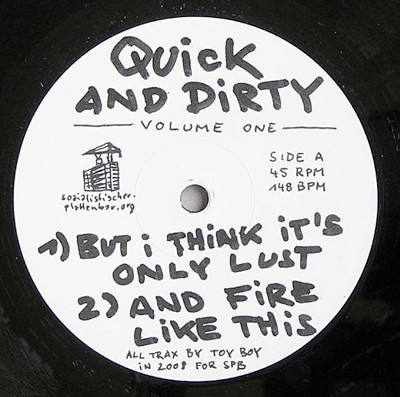 QUiCK
AND DiRTY
VOLUME ONE
SIDE A
45 RPM
148 BPM
sozialistischer-
plattenbau.org
1) BUT i THiNK iT'S
ONLY LUST
2) AND FiRE
LiKE THiS
ALL TRAX BY TOY BOY
iN 2008 FOR SPB